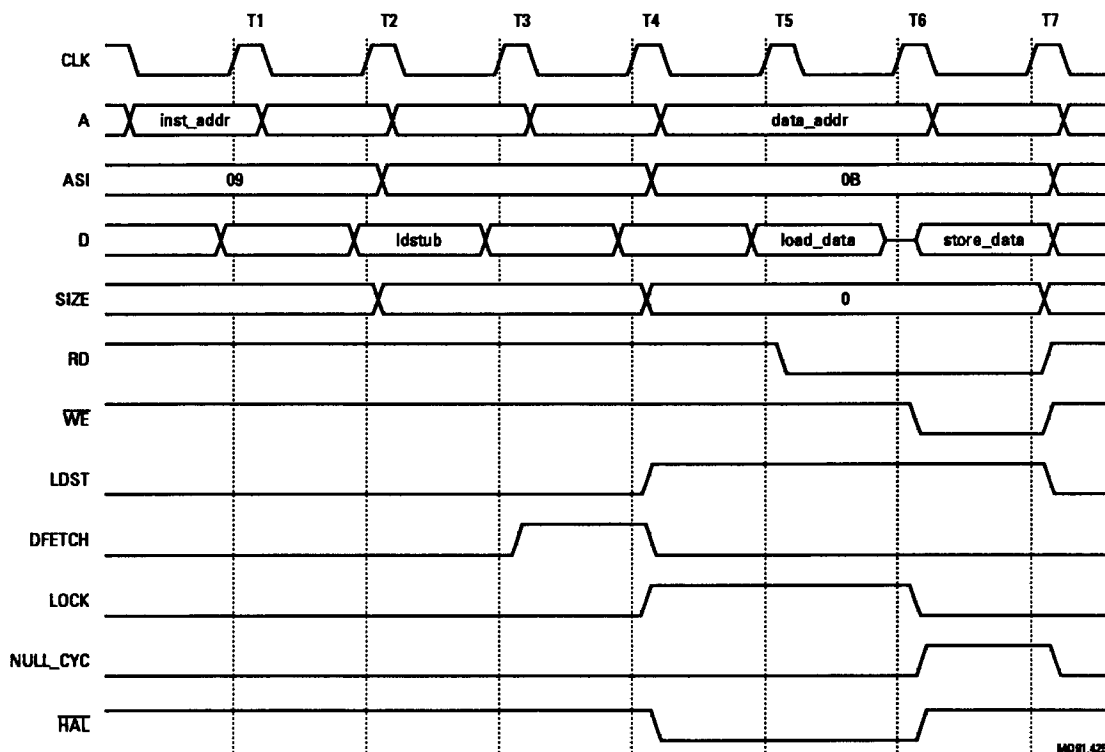 T1 T2 T3 T4 T5 T6 T7
CLK
A inst_addr data_addr
ASI 09 0B
D ldstub load_data store_data
SIZE 0
RD
WE
LDST
DFETCH
LOCK
NULL_CYC
HAL